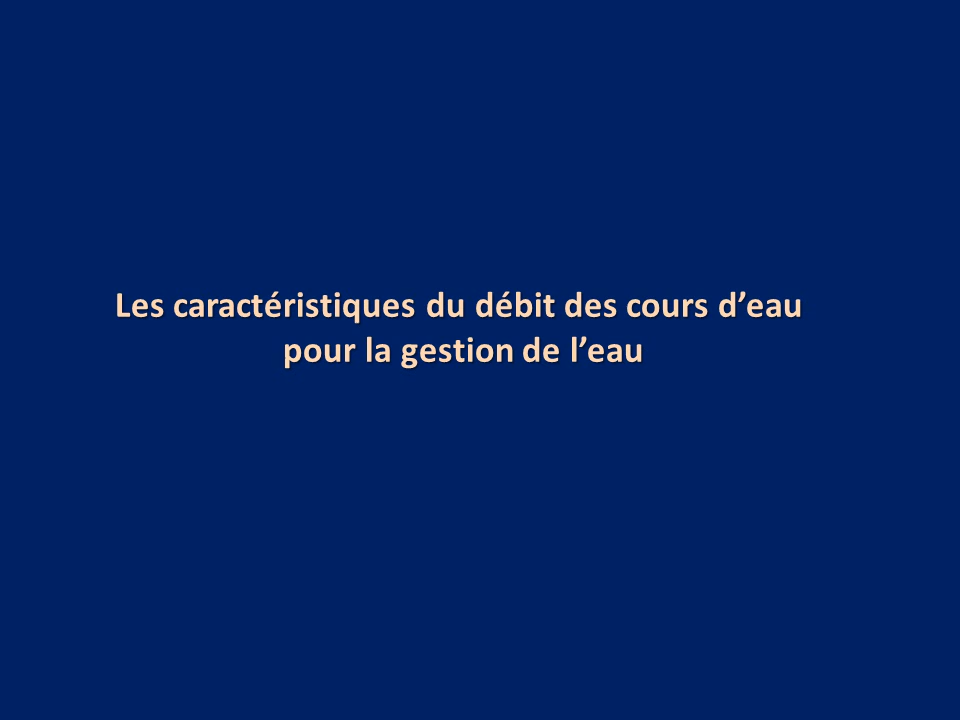 Les caractéristiques du débit des cours d’eau
pour la gestion de l’eau